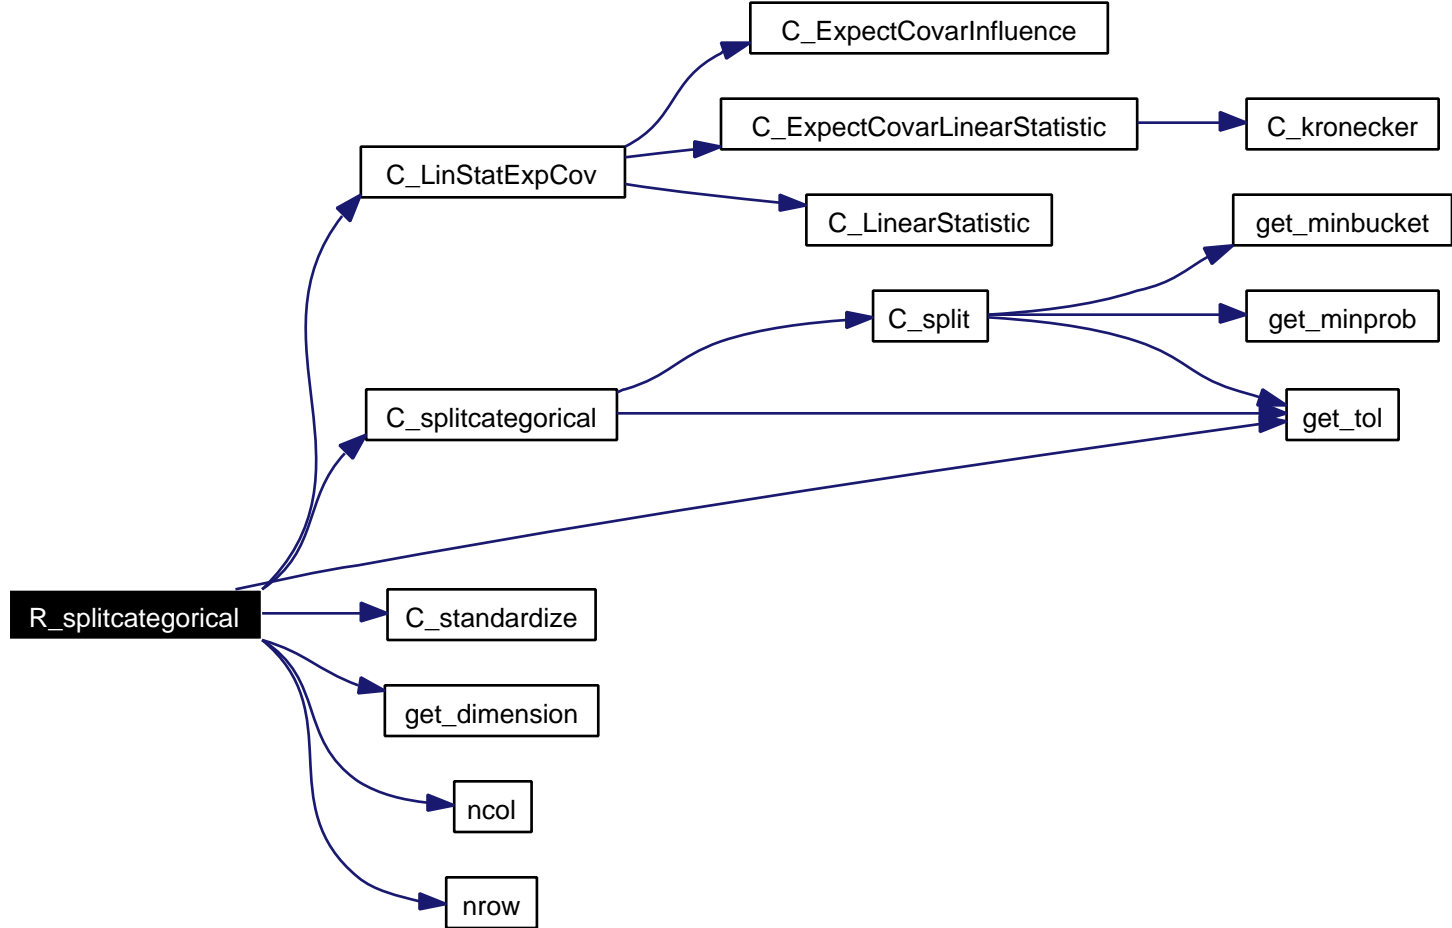 C_ExpectCovarInfluence
C_ExpectCovarLinearStatistic
C_kronecker
C_LinStatExpCov
C_LinearStatistic
get_minbucket
C_split
get_minprob
C_splitcategorical
get_tol
R_splitcategorical
C_standardize
get_dimension
ncol
nrow